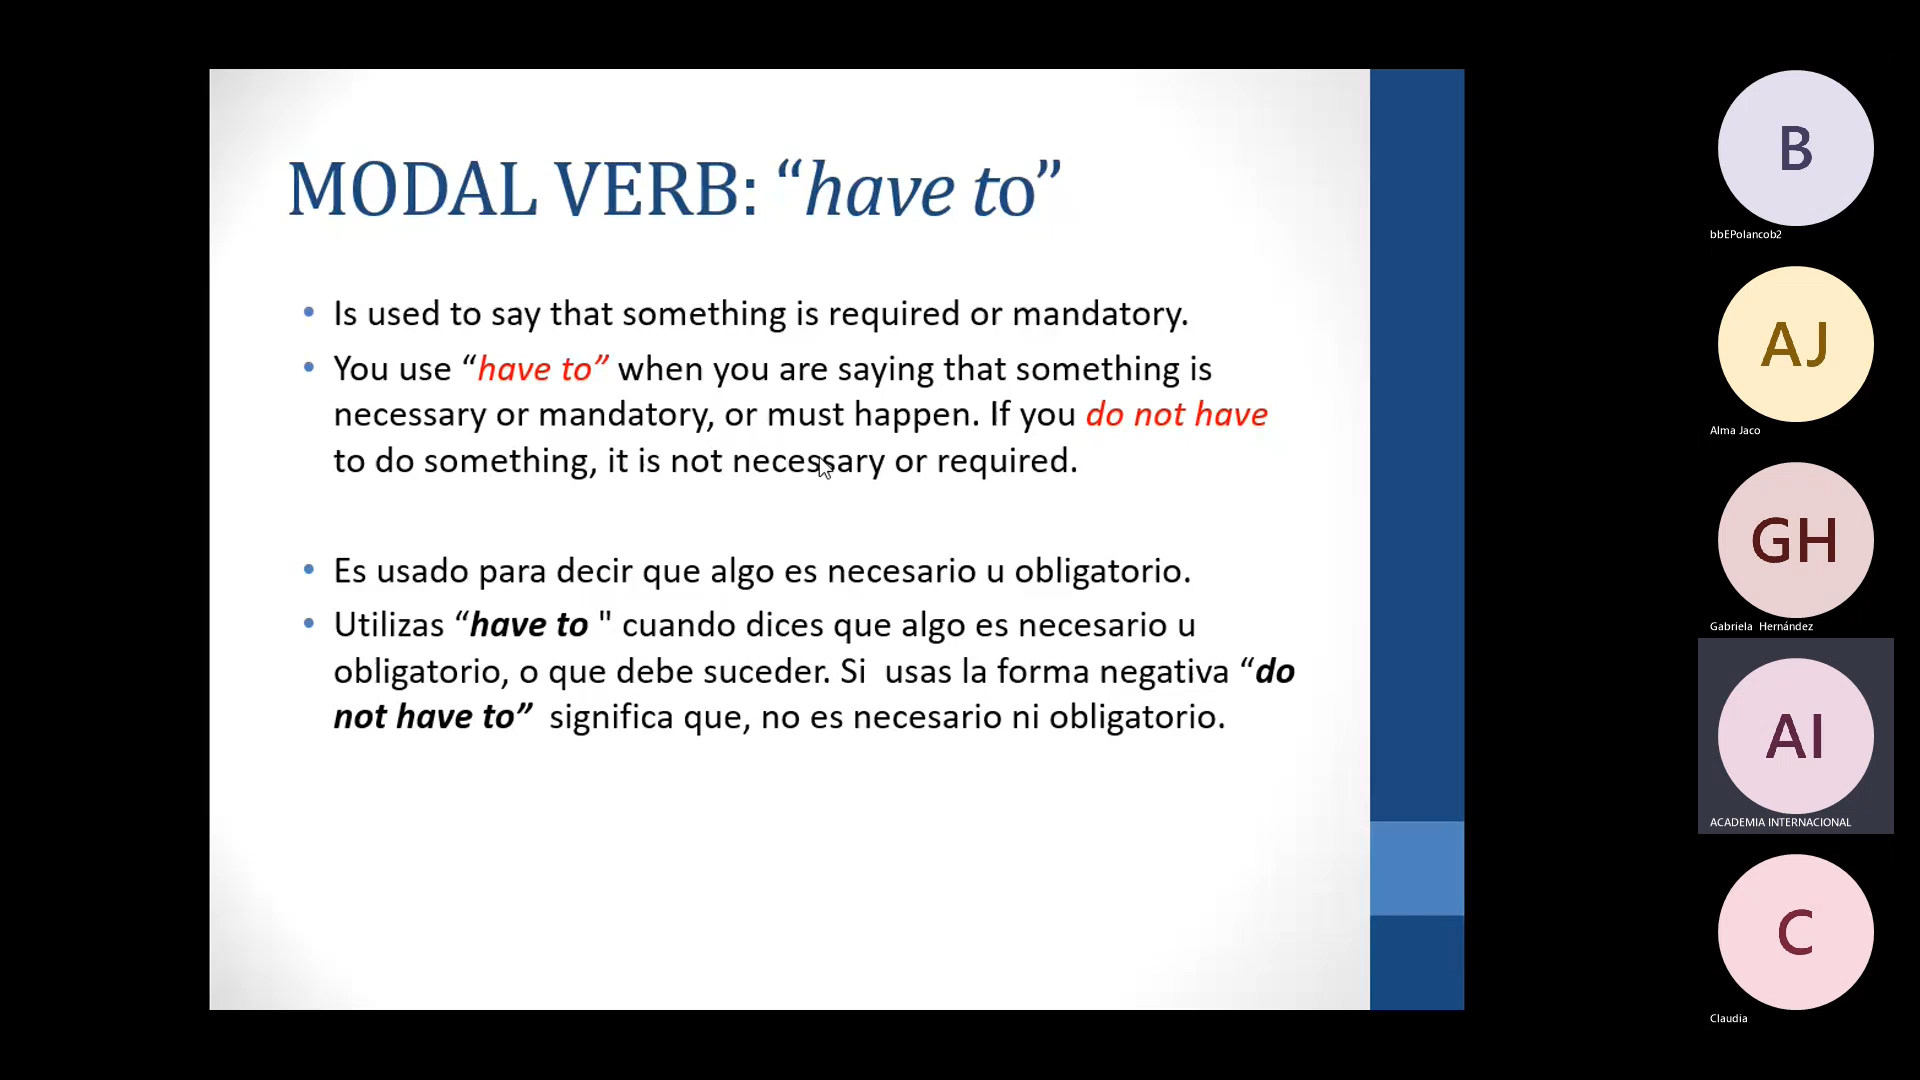 MODAL VERB: “have to”
• Is used to say that something is required or mandatory.
• You use “have to” when you are saying that something is
necessary or mandatory, or must happen. If you do not have
to do something, it is not necessary or required.
• Es usado para decir que algo es necesario u obligatorio.
• Utilizas “have to " cuando dices que algo es necesario u
obligatorio, o que debe suceder. Si  usas la forma negativa “do
not have to”  significa que, no es necesario ni obligatorio.
B
bbEPolancob2
AJ
Alma Jaco
GH
Gabriela  Hernández
AI
ACADEMIA INTERNACIONAL
C
Claudia